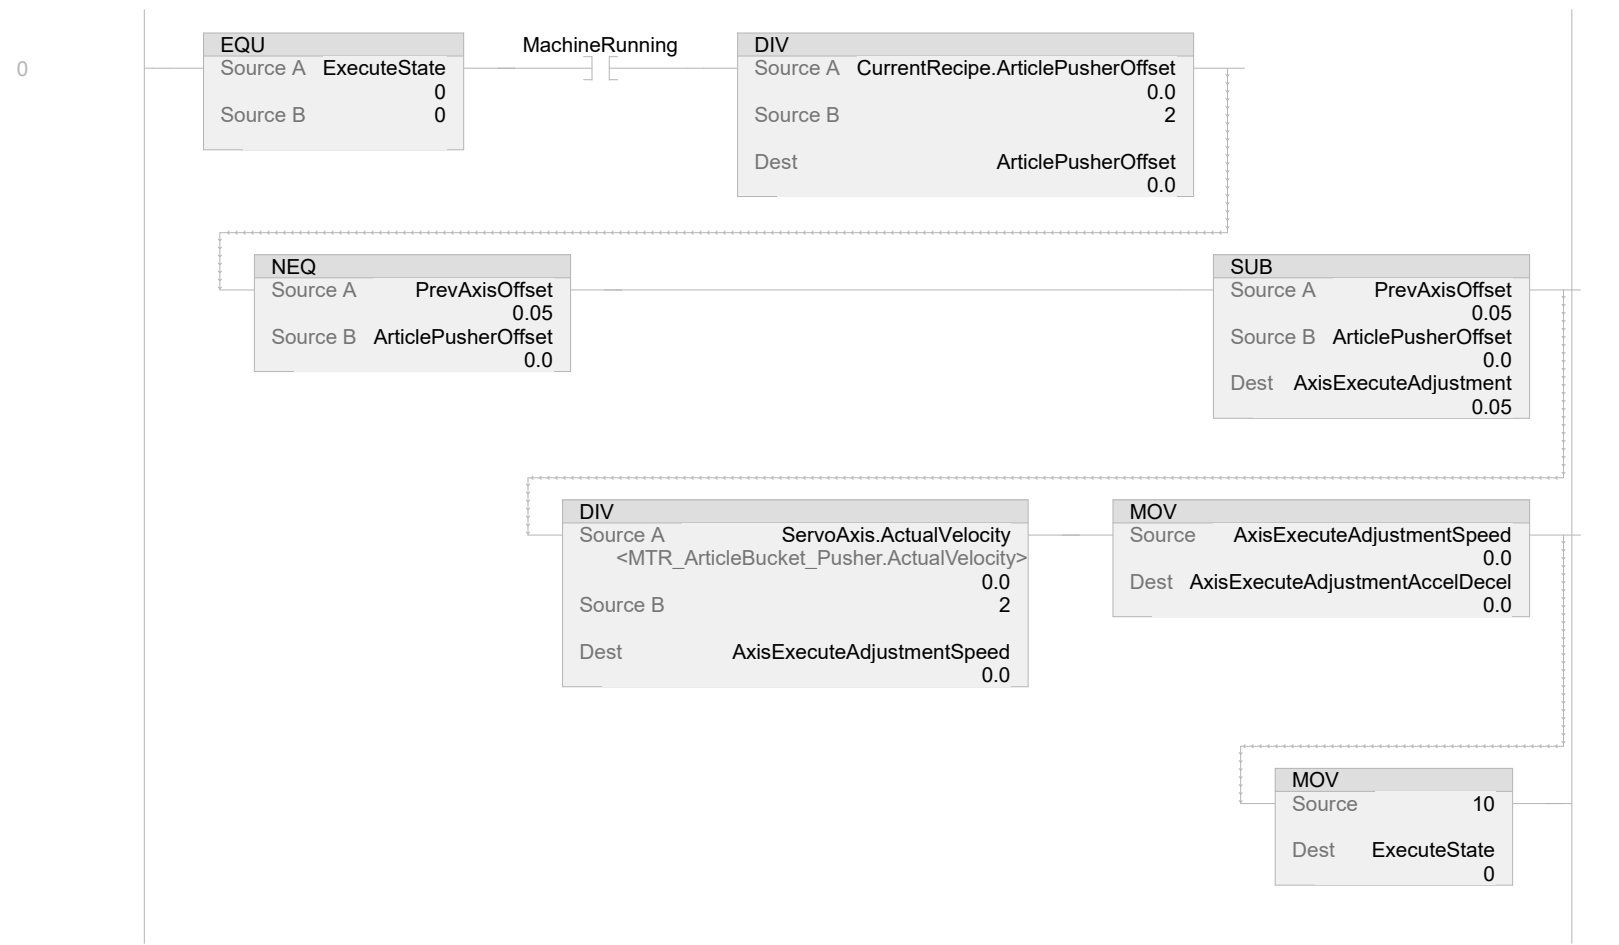 0
EQU
Source A ExecuteState
0
Source B 0
MachineRunning
DIV
Source A CurrentRecipe.ArticlePusherOffset
0.0
Source B 2
Dest ArticlePusherOffset
0.0
NEQ
Source A PrevAxisOffset
0.05
Source B ArticlePusherOffset
0.0
SUB
Source A PrevAxisOffset
0.05
Source B ArticlePusherOffset
0.0
Dest AxisExecuteAdjustment
0.05
DIV
Source A ServoAxis.ActualVelocity
<MTR_ArticleBucket_Pusher.ActualVelocity>
0.0
Source B 2
Dest AxisExecuteAdjustmentSpeed
0.0
MOV
Source AxisExecuteAdjustmentSpeed
0.0
Dest AxisExecuteAdjustmentAccelDecel
0.0
MOV
Source 10
Dest ExecuteState
0